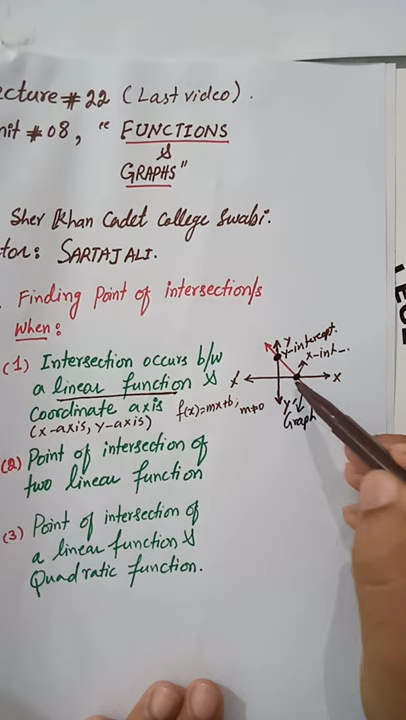 ecture#22 (Last video).
nit #08, " FUNCTIONS
&
GRAPHS"
Sher Khan Cadet College Swabi.
tor: SARTAJ ALI.
Finding Point of intersection/s
When:
(1) Intersection occurs b/w
a linear function &
Coordinate axis
(x-axis, y-axis)
f(x)=mx+b, m≠0
(2) Point of intersection of
two linear function
(3) Point of intersection of
a linear function &
Quadratic function.
y
y-intercept.
x-int
x' x
y'
Graph